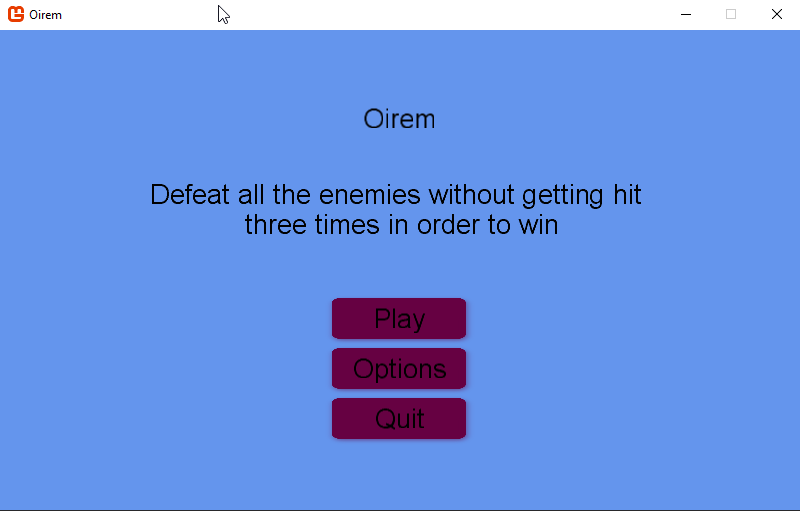 Oirem
Oirem
Defeat all the enemies without getting hit
three times in order to win
Play
Options
Quit